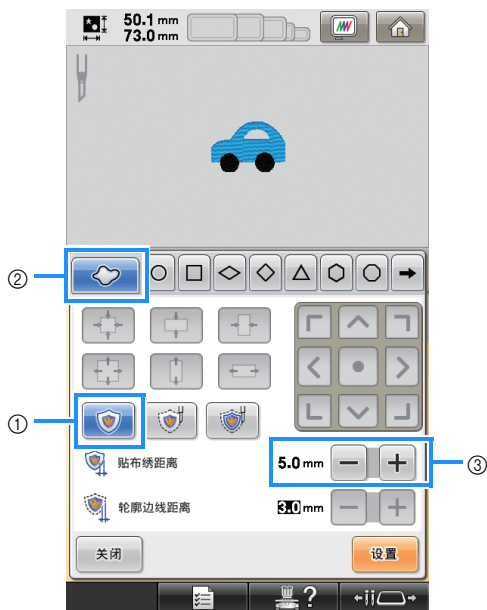 50.1 mm
73.0 mm
②
①
贴布绣距离 5.0 mm
③
轮廓边线距离 3.0 mm
关闭 设置
?